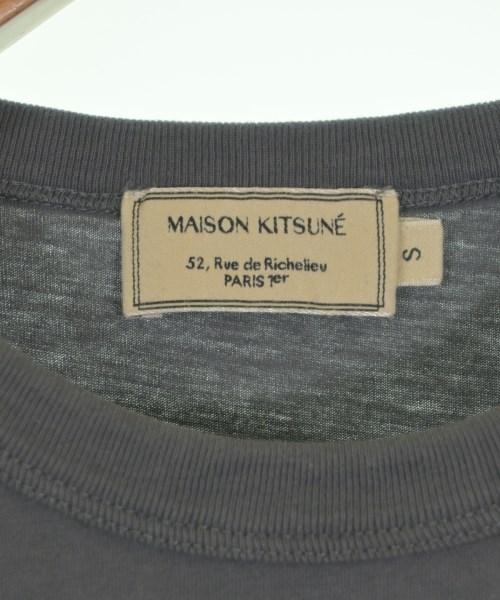 MAISON KITSUNÉ
52, Rue de Richelieu
PARIS 1er
S